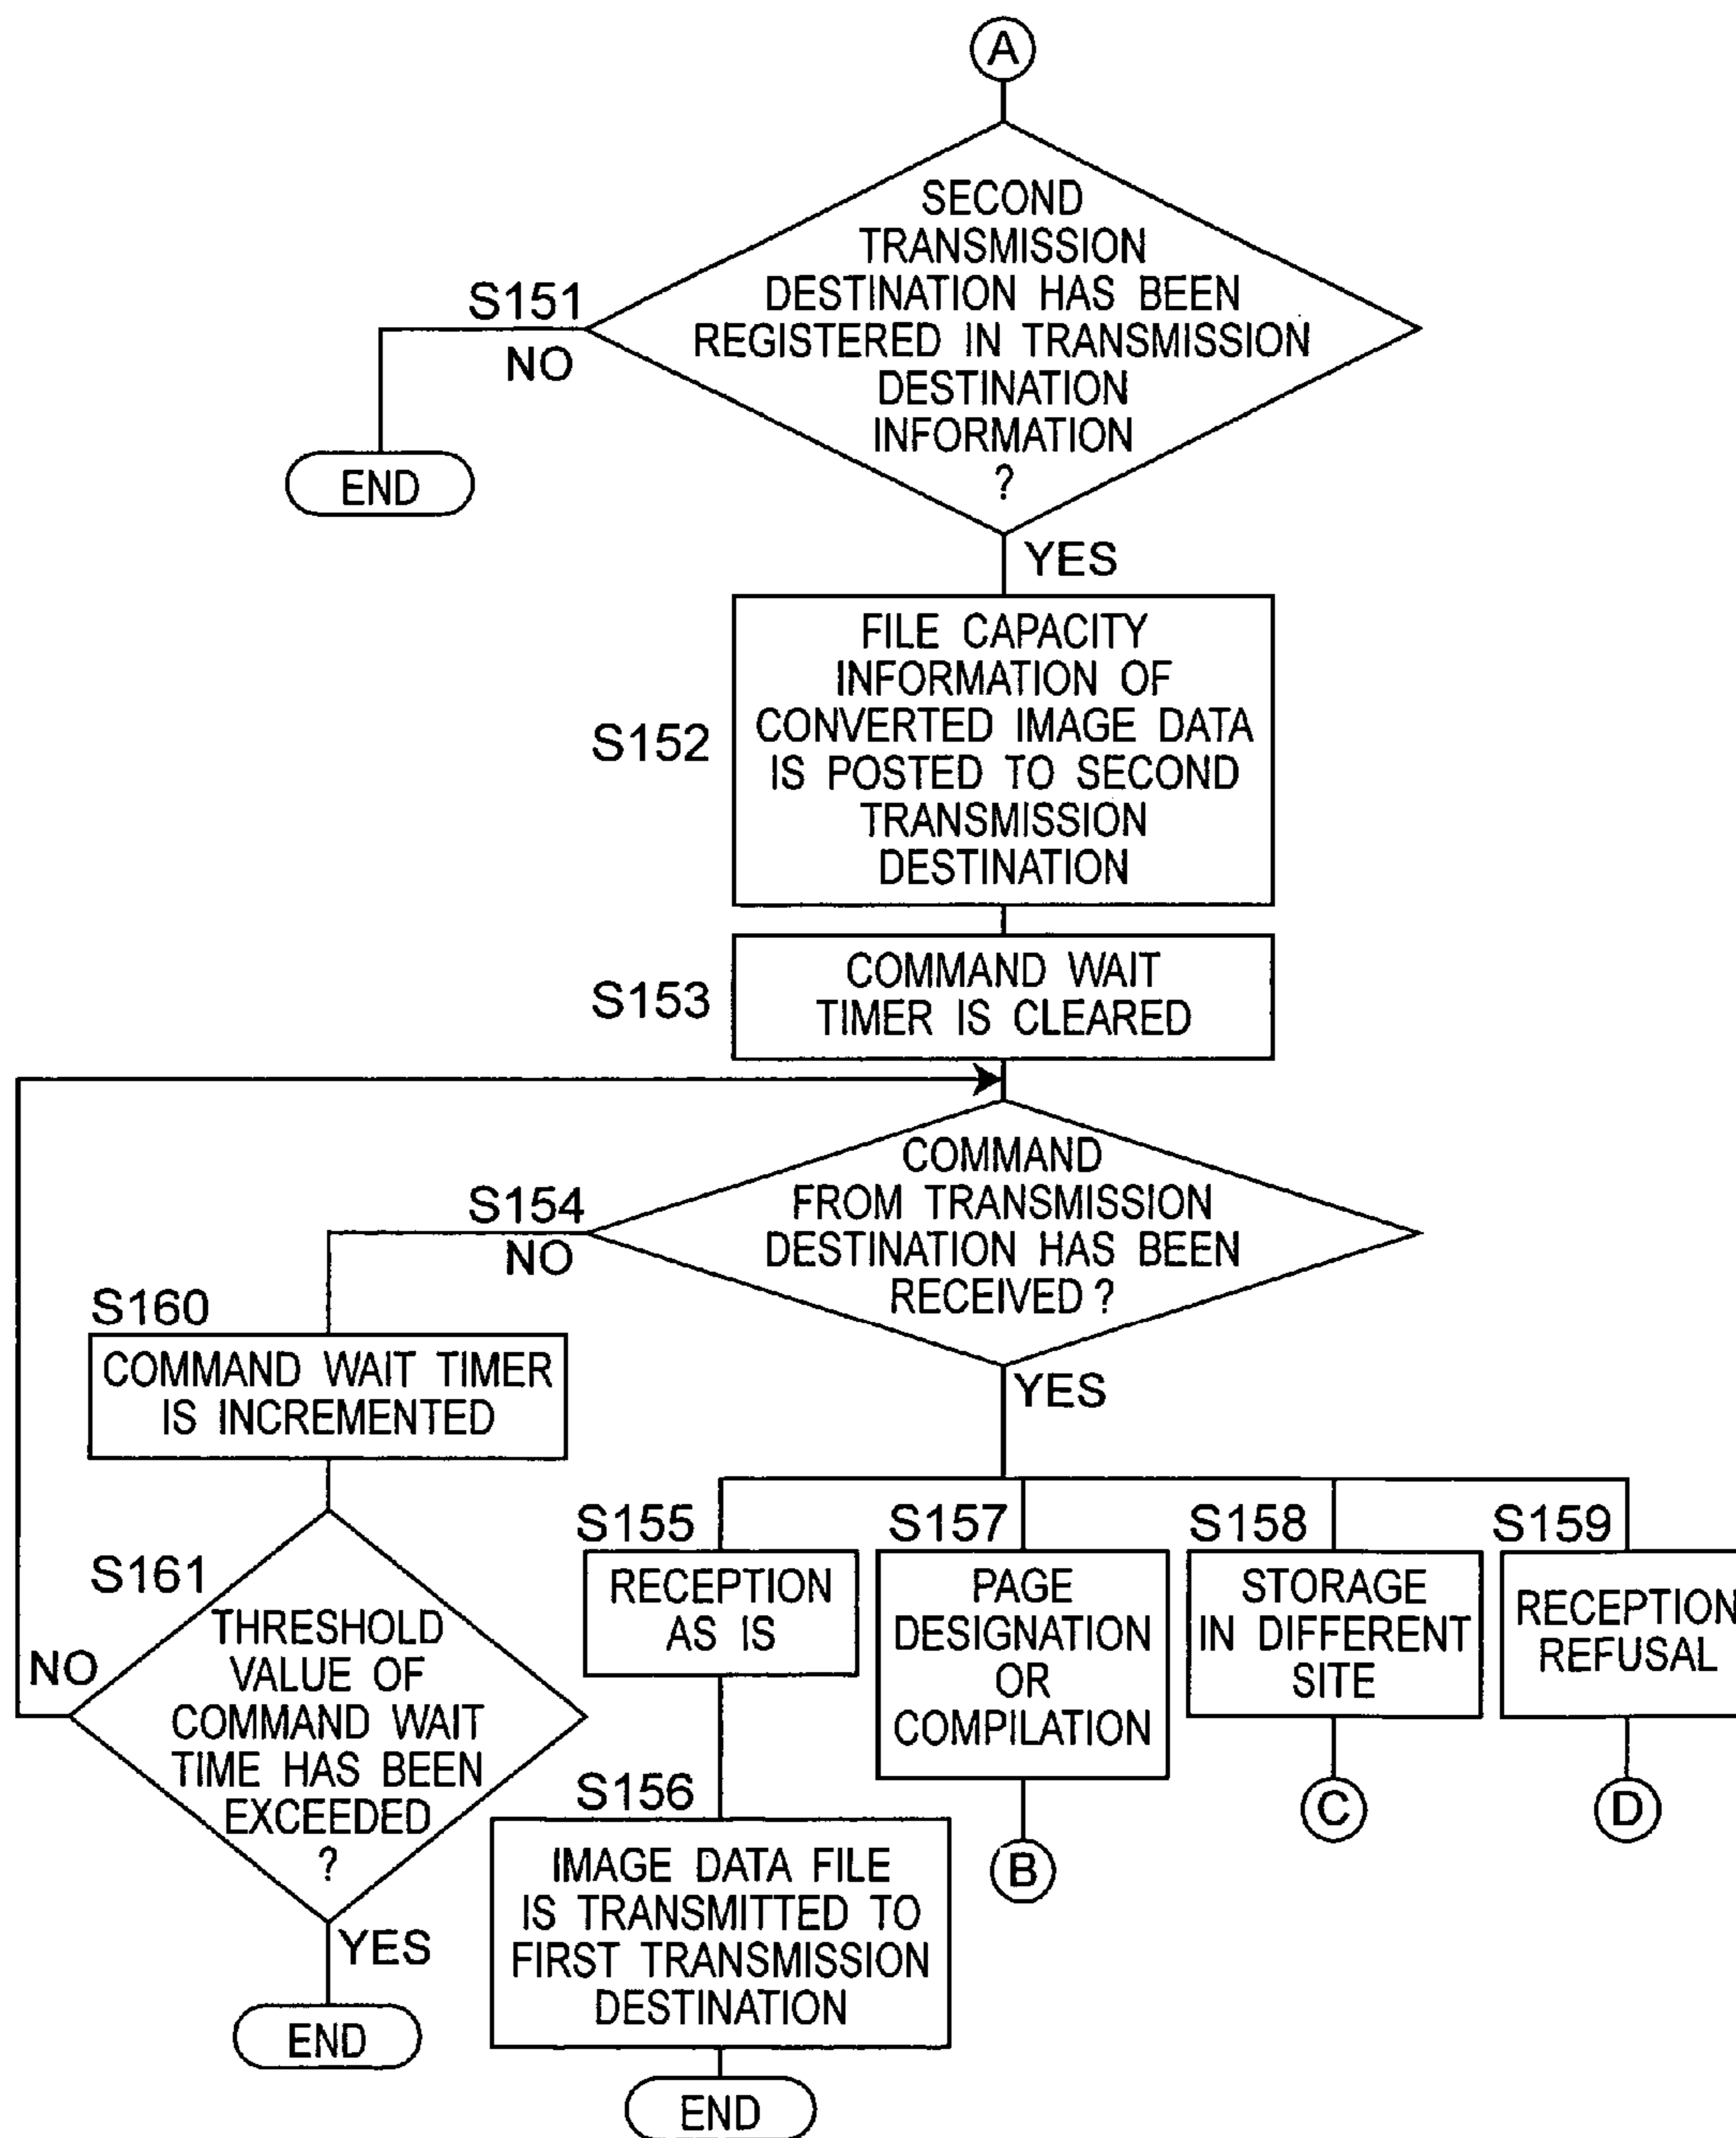 A
SECOND
TRANSMISSION
DESTINATION HAS BEEN
REGISTERED IN TRANSMISSION
DESTINATION
INFORMATION
?
S151
NO
END
YES
S152
FILE CAPACITY
INFORMATION OF
CONVERTED IMAGE DATA
IS POSTED TO SECOND
TRANSMISSION
DESTINATION
S153
COMMAND WAIT
TIMER IS CLEARED
COMMAND
FROM TRANSMISSION
DESTINATION HAS BEEN
RECEIVED ?
S154
NO
YES
S160
COMMAND WAIT TIMER
IS INCREMENTED
S161
THRESHOLD
VALUE OF
COMMAND WAIT
TIME HAS BEEN
EXCEEDED
?
NO
YES
END
S155
RECEPTION
AS IS
S156
IMAGE DATA FILE
IS TRANSMITTED TO
FIRST TRANSMISSION
DESTINATION
END
S157
PAGE
DESIGNATION
OR
COMPILATION
B
S158
STORAGE
IN DIFFERENT
SITE
C
S159
RECEPTION
REFUSAL
D